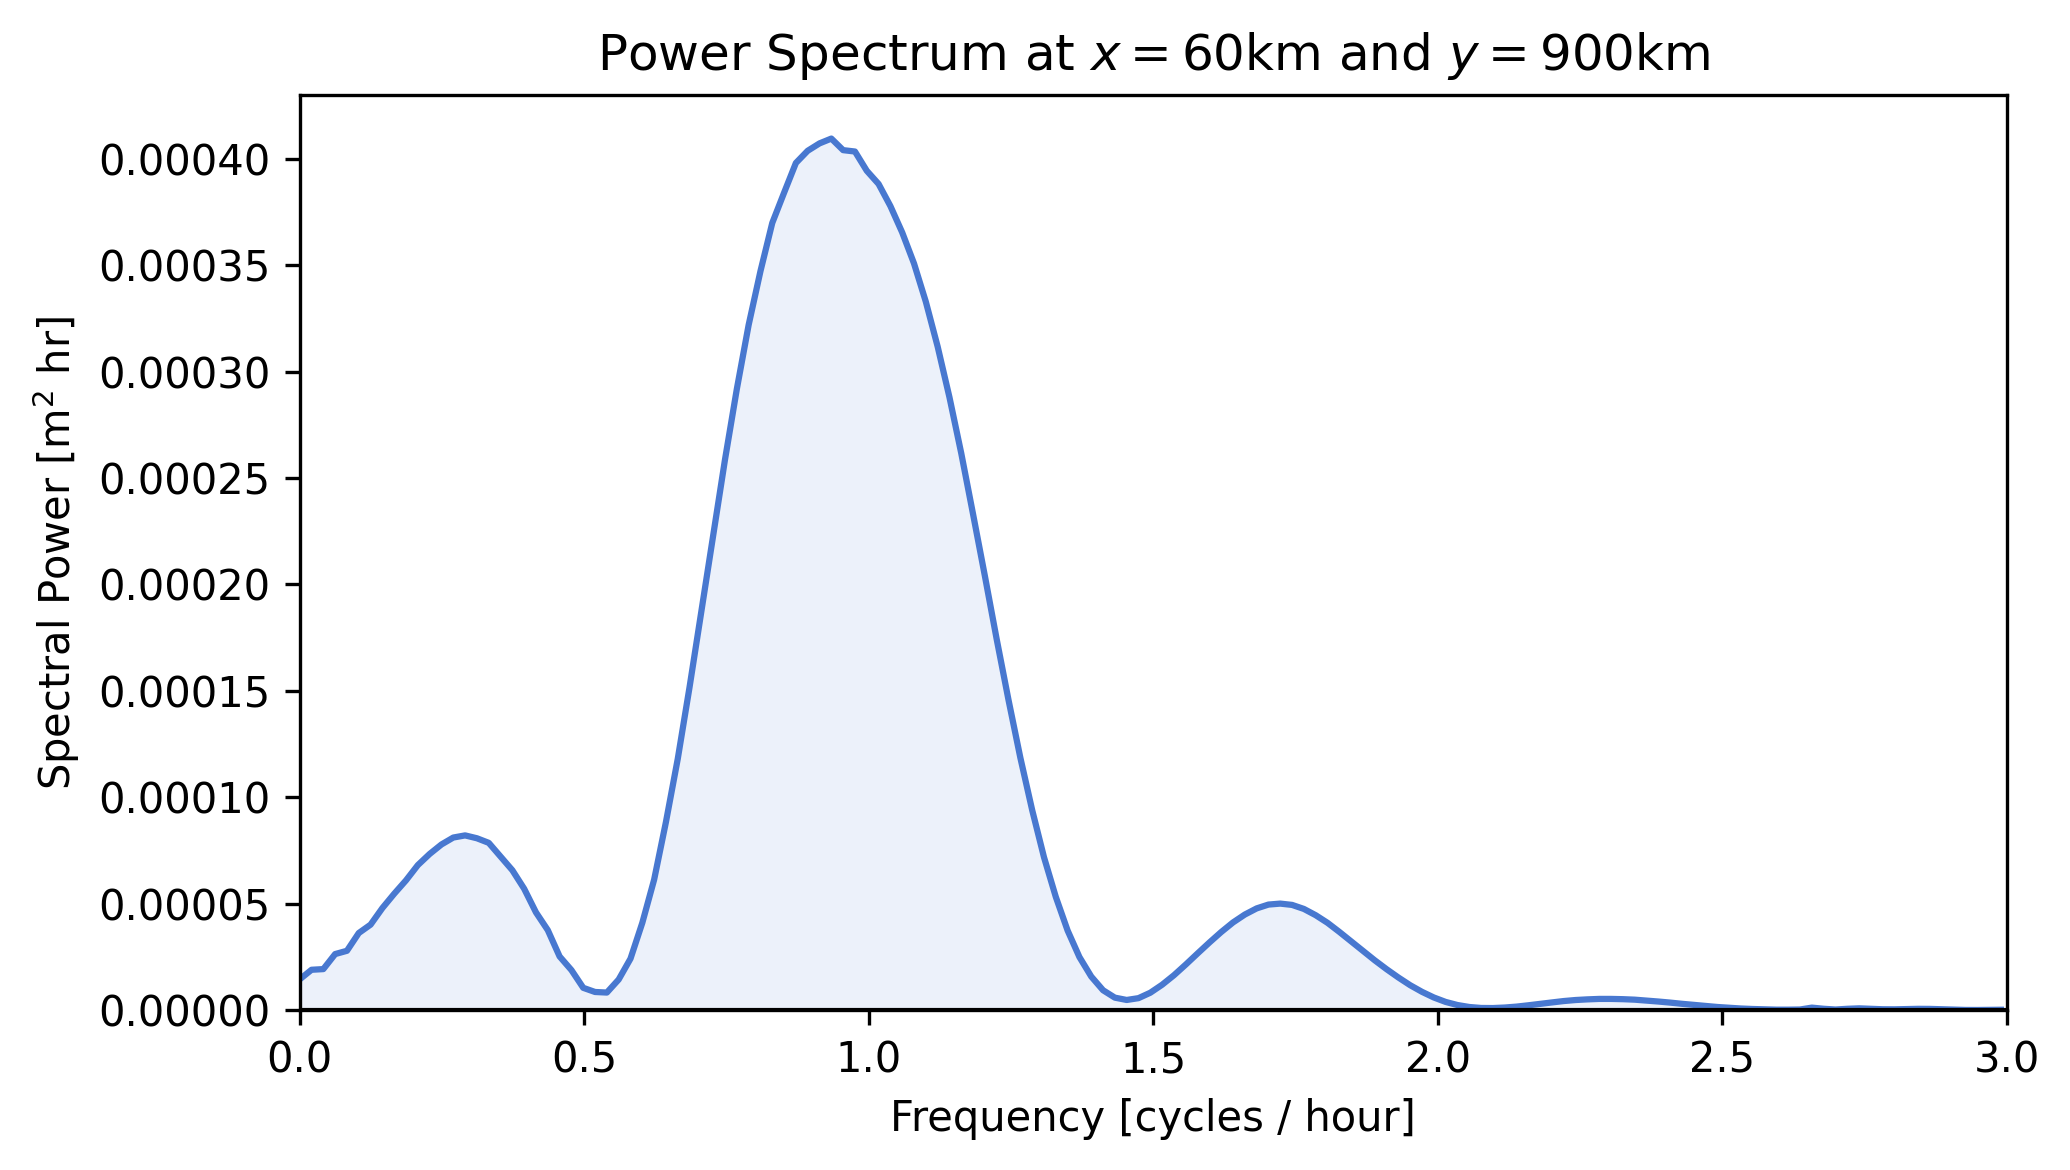 Power Spectrum at x = 60km and y = 900km
Spectral Power [m² hr]
0.00040
0.00035
0.00030
0.00025
0.00020
0.00015
0.00010
0.00005
0.00000
0.0 0.5 1.0 1.5 2.0 2.5 3.0
Frequency [cycles / hour]